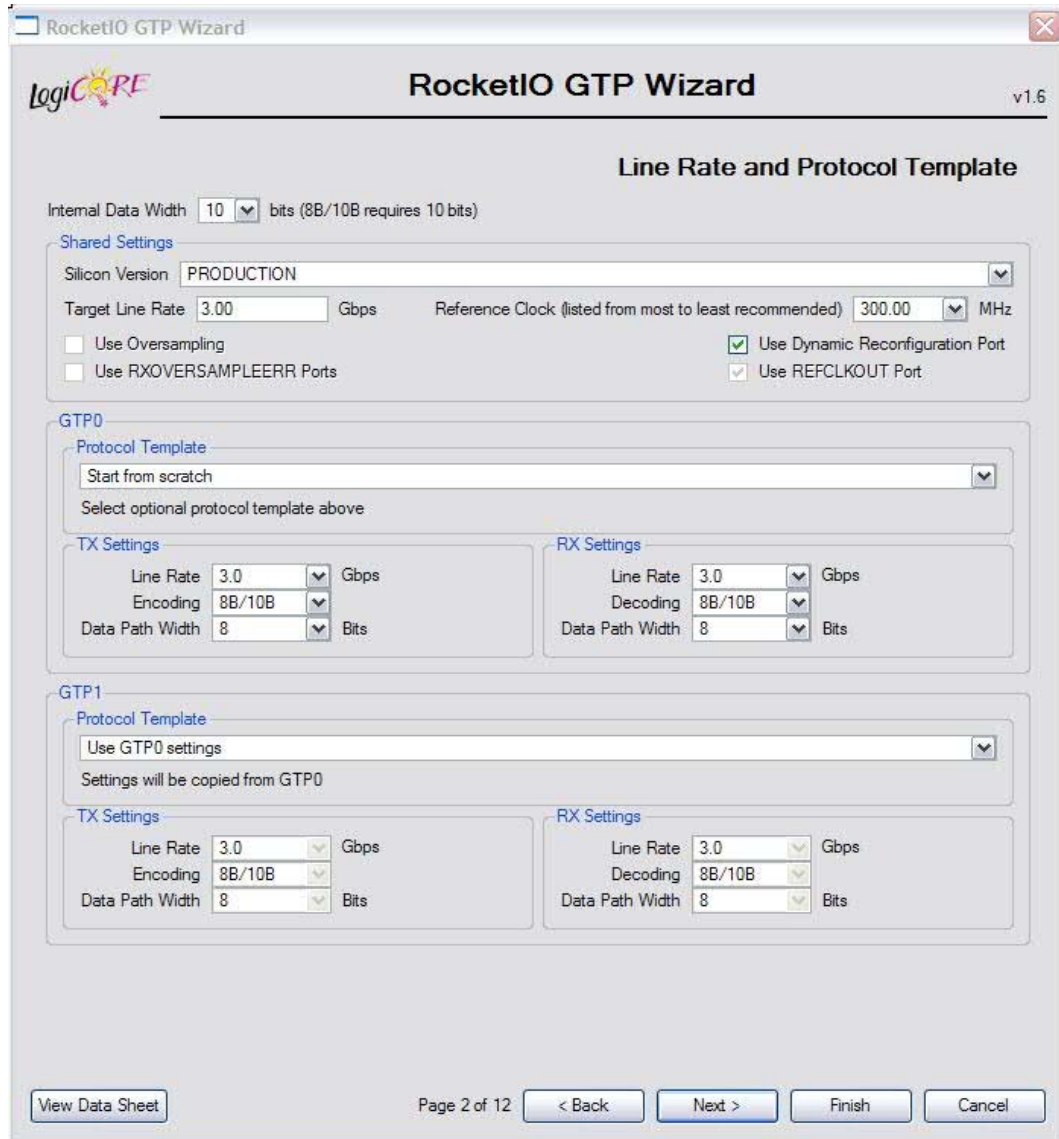 RocketIO GTP Wizard
LogiCORE
RocketIO GTP Wizard
v1.6
Line Rate and Protocol Template
Internal Data Width 10 bits (8B/10B requires 10 bits)
Shared Settings
Silicon Version PRODUCTION
Target Line Rate 3.00 Gbps Reference Clock (listed from most to least recommended) 300.00 MHz
Use Oversampling Use Dynamic Reconfiguration Port
Use RXOVERSAMPLEERR Ports Use REFCLKOUT Port
GTP0
Protocol Template
Start from scratch
Select optional protocol template above
TX Settings RX Settings
Line Rate 3.0 Gbps Line Rate 3.0 Gbps
Encoding 8B/10B Decoding 8B/10B
Data Path Width 8 Bits Data Path Width 8 Bits
GTP1
Protocol Template
Use GTP0 settings
Settings will be copied from GTP0
TX Settings RX Settings
Line Rate 3.0 Gbps Line Rate 3.0 Gbps
Encoding 8B/10B Decoding 8B/10B
Data Path Width 8 Bits Data Path Width 8 Bits
View Data Sheet Page 2 of 12 < Back Next > Finish Cancel